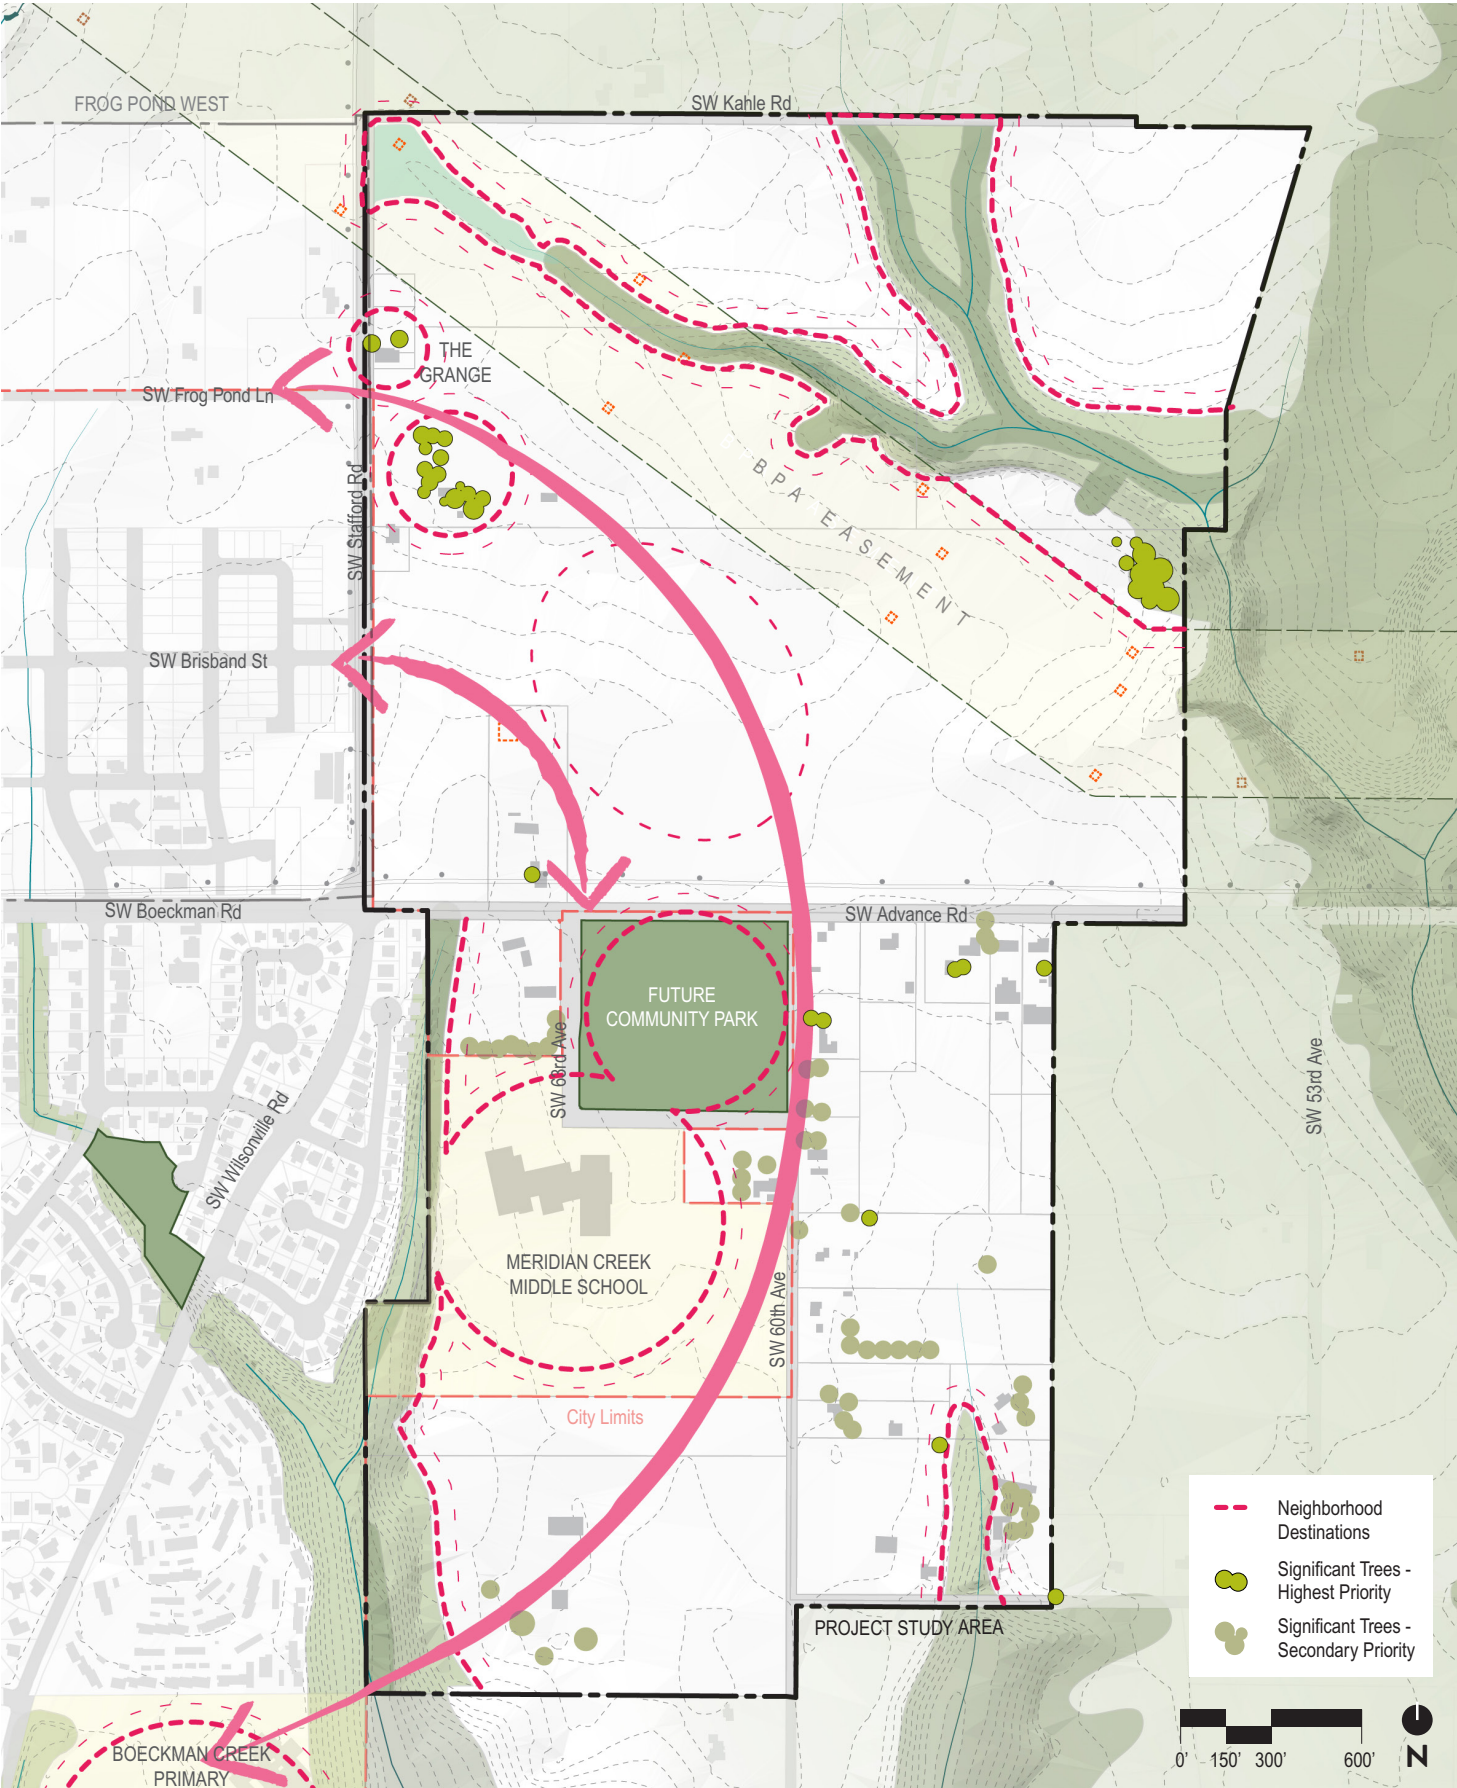 FROG POND WEST
SW Kahle Rd
THE
GRANGE
SW Frog Pond Ln
SW Stafford Rd
BPA EASEMENT
SW Brisband St
SW Boeckman Rd
SW Advance Rd
FUTURE
COMMUNITY PARK
SW 63rd Ave
SW 53rd Ave
SW Wilsonville Rd
MERIDIAN CREEK
MIDDLE SCHOOL
SW 60th Ave
City Limits
Neighborhood
Destinations
Significant Trees -
Highest Priority
Significant Trees -
Secondary Priority
PROJECT STUDY AREA
BOECKMAN CREEK
PRIMARY
0' 150' 300' 600'
N